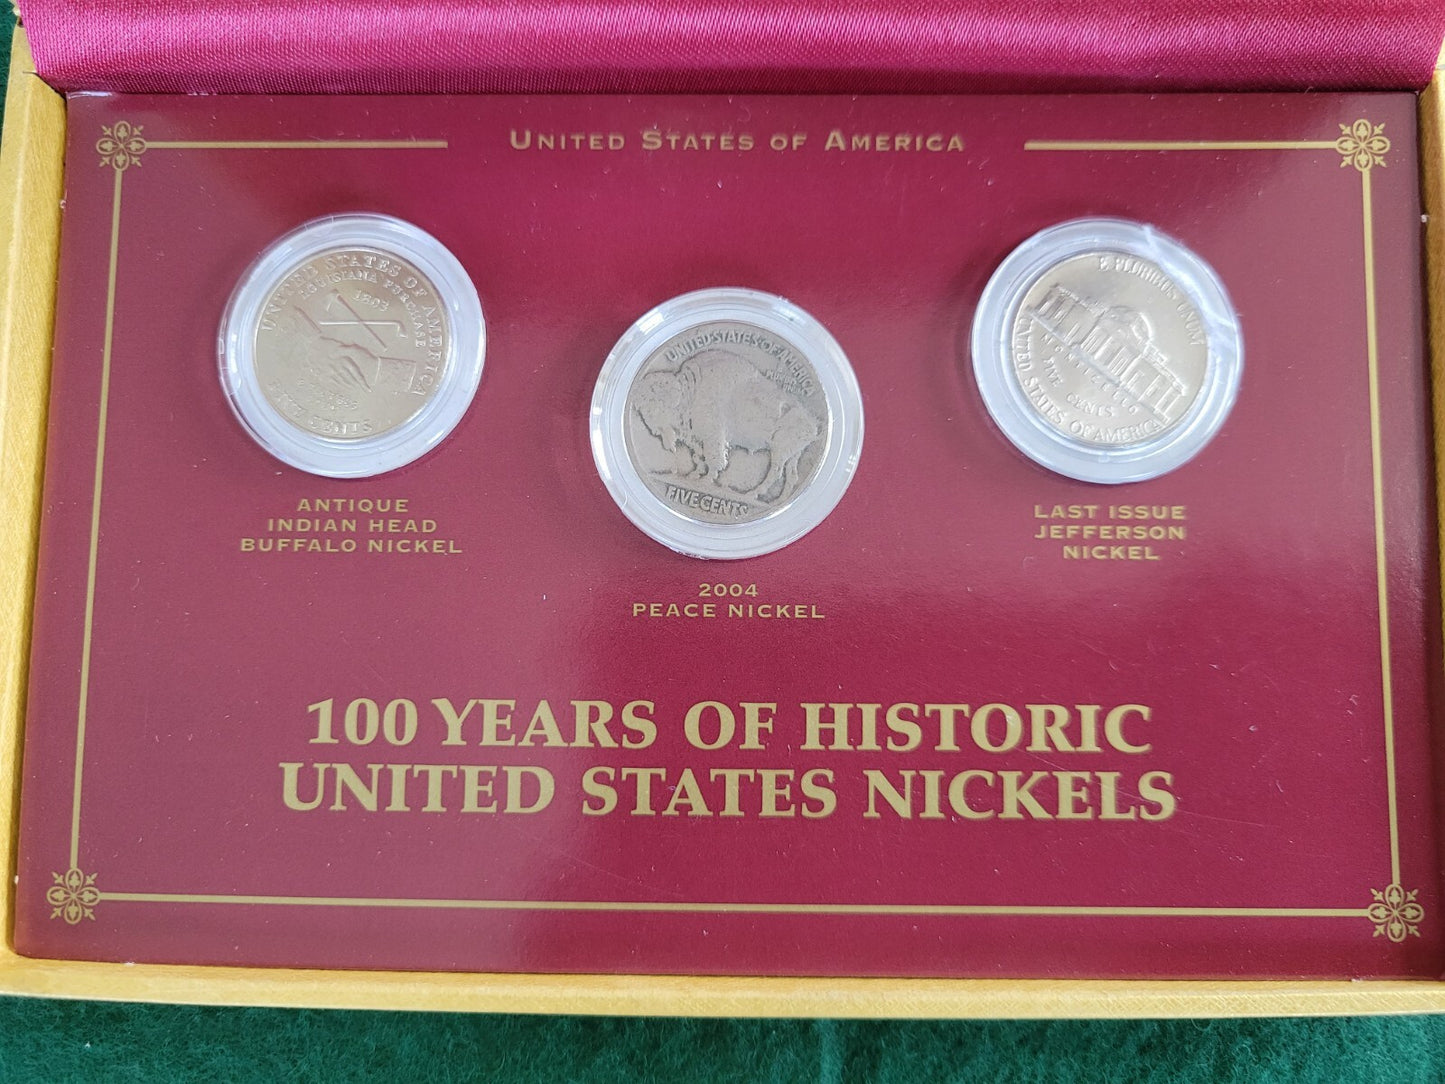 UNITED STATES OF AMERICA
UNITED STATES OF AMERICA
LOUISIANA PURCHASE
1803
FIVE CENTS
UNITED STATES OF AMERICA
FIVE CENTS
E PLURIBUS UNUM
MONTICELLO
FIVE CENTS
UNITED STATES OF AMERICA
ANTIQUE
INDIAN HEAD
BUFFALO NICKEL
2004
PEACE NICKEL
LAST ISSUE
JEFFERSON
NICKEL
100 YEARS OF HISTORIC
UNITED STATES NICKELS